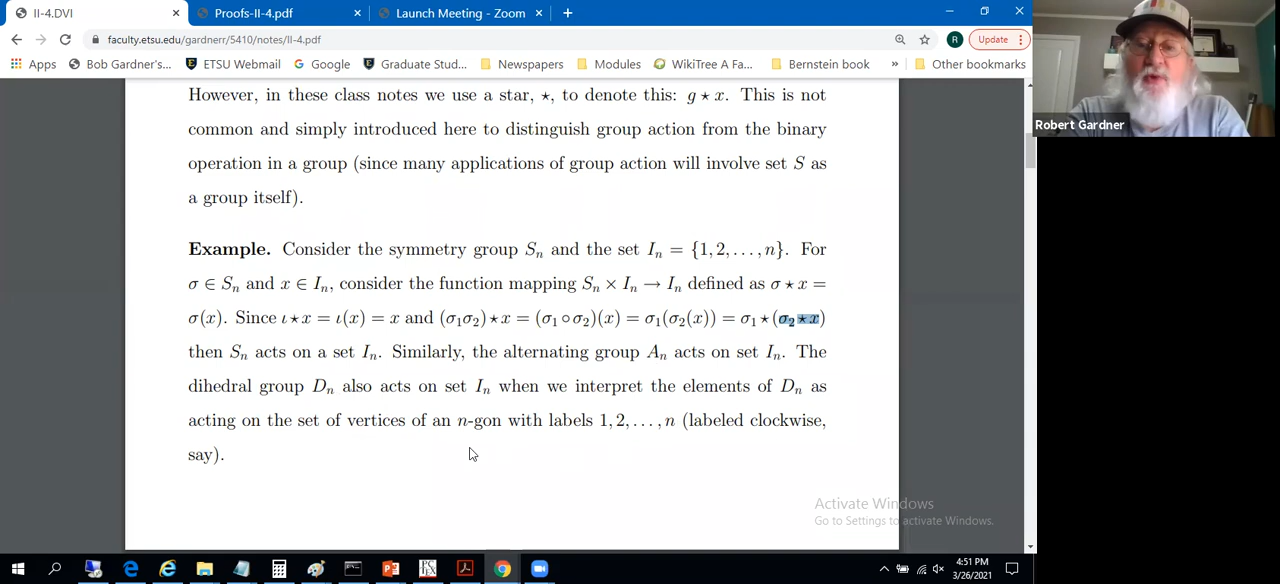 II-4.DVI
Proofs-II-4.pdf
Launch Meeting - Zoom
faculty.etsu.edu/gardnerr/5410/notes/II-4.pdf
R
Update
Apps
Bob Gardner's...
ETSU Webmail
Google
Graduate Stud...
Newspapers
Modules
WikiTree A Fa...
Bernstein book
»
Other bookmarks
However, in these class notes we use a star, ⋆, to denote this: g ⋆ x. This is not
common and simply introduced here to distinguish group action from the binary
operation in a group (since many applications of group action will involve set S as
a group itself).
Example. Consider the symmetry group Sₙ and the set Iₙ = {1, 2, . . . , n}. For
σ ∈ Sₙ and x ∈ Iₙ, consider the function mapping Sₙ × Iₙ → Iₙ defined as σ ⋆ x =
σ(x). Since ι ⋆ x = ι(x) = x and (σ₁σ₂) ⋆ x = (σ₁ ∘ σ₂)(x) = σ₁(σ₂(x)) = σ₁ ⋆ (σ₂ ⋆ x)
then Sₙ acts on a set Iₙ. Similarly, the alternating group Aₙ acts on set Iₙ. The
dihedral group Dₙ also acts on set Iₙ when we interpret the elements of Dₙ as
acting on the set of vertices of an n-gon with labels 1, 2, . . . , n (labeled clockwise,
say).
Robert Gardner
Activate Windows
Go to Settings to activate Windows.
4:51 PM
3/26/2021